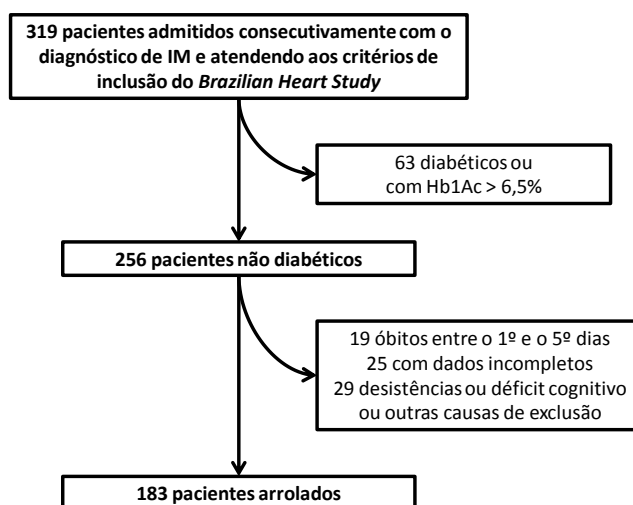 319 pacientes admitidos consecutivamente com o
diagnóstico de IM e atendendo aos critérios de
inclusão do Brazilian Heart Study
63 diabéticos ou
com Hb1Ac > 6,5%
256 pacientes não diabéticos
19 óbitos entre o 1º e o 5º dias
25 com dados incompletos
29 desistências ou déficit cognitivo
ou outras causas de exclusão
183 pacientes arrolados